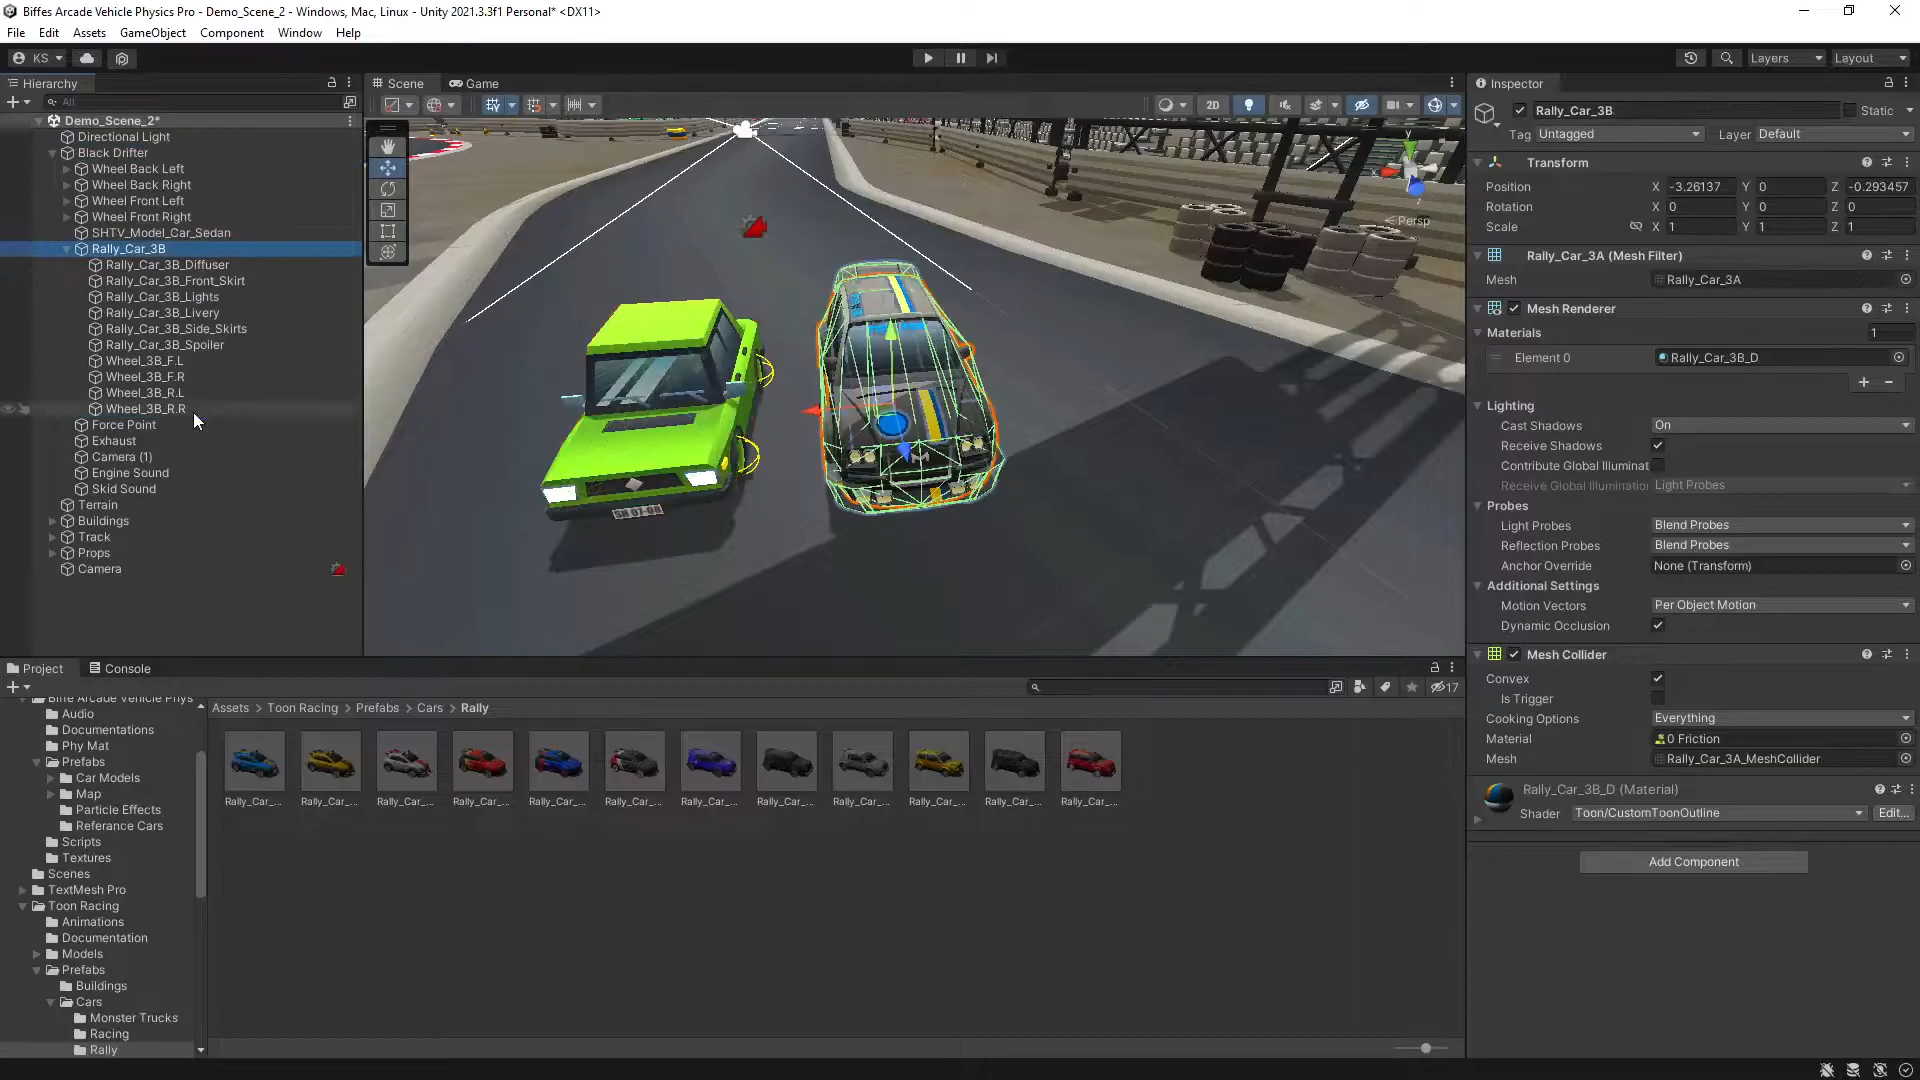 Biffes Arcade Vehicle Physics Pro - Demo_Scene_2 - Windows, Mac, Linux - Unity 2021.3.3f1 Personal* <DX11>
File Edit Assets GameObject Component Window Help
KS
Layers Layout
Hierarchy
All
Demo_Scene_2*
Directional Light
Black Drifter
Wheel Back Left
Wheel Back Right
Wheel Front Left
Wheel Front Right
SHTV_Model_Car_Sedan
Rally_Car_3B
Rally_Car_3B_Diffuser
Rally_Car_3B_Front_Skirt
Rally_Car_3B_Lights
Rally_Car_3B_Livery
Rally_Car_3B_Side_Skirts
Rally_Car_3B_Spoiler
Wheel_3B_F.L
Wheel_3B_F.R
Wheel_3B_R.L
Wheel_3B_R.R
Force Point
Exhaust
Camera (1)
Engine Sound
Skid Sound
Terrain
Buildings
Track
Props
Camera
Scene Game
2D
y
Persp
Inspector
Rally_Car_3B Static
Tag Untagged Layer Default
Transform
Position X -3.26137 Y 0 Z -0.293457
Rotation X 0 Y 0 Z 0
Scale X 1 Y 1 Z 1
Rally_Car_3A (Mesh Filter)
Mesh Rally_Car_3A
Mesh Renderer
Materials 1
Element 0 Rally_Car_3B_D
Lighting
Cast Shadows On
Receive Shadows
Contribute Global Illuminat
Receive Global Illumination Light Probes
Probes
Light Probes Blend Probes
Reflection Probes Blend Probes
Anchor Override None (Transform)
Additional Settings
Motion Vectors Per Object Motion
Dynamic Occlusion
Mesh Collider
Convex
Is Trigger
Cooking Options Everything
Material 0 Friction
Mesh Rally_Car_3A_MeshCollider
Rally_Car_3B_D (Material)
Shader Toon/CustomToonOutline Edit...
Add Component
Project Console
17
Biffe Arcade Vehicle Phys
Audio
Documentations
Phy Mat
Prefabs
Car Models
Map
Particle Effects
Referance Cars
Scripts
Textures
Scenes
TextMesh Pro
Toon Racing
Animations
Documentation
Models
Prefabs
Buildings
Cars
Monster Trucks
Racing
Rally
Assets > Toon Racing > Prefabs > Cars > Rally
Rally_Car_... Rally_Car_... Rally_Car_... Rally_Car_... Rally_Car_... Rally_Car_... Rally_Car_... Rally_Car_... Rally_Car_... Rally_Car_... Rally_Car_... Rally_Car_...